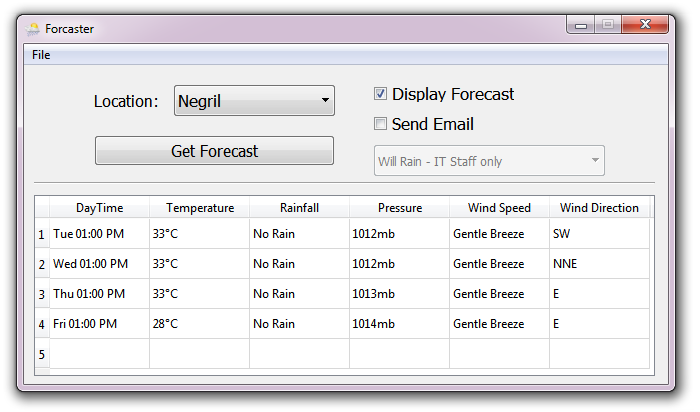 Forcaster
File
Location: Negril
Display Forecast
Send Email
Get Forecast
Will Rain - IT Staff only
DayTime Temperature Rainfall Pressure Wind Speed Wind Direction
1 Tue 01:00 PM 33°C No Rain 1012mb Gentle Breeze SW
2 Wed 01:00 PM 33°C No Rain 1012mb Gentle Breeze NNE
3 Thu 01:00 PM 33°C No Rain 1013mb Gentle Breeze E
4 Fri 01:00 PM 28°C No Rain 1014mb Gentle Breeze E
5